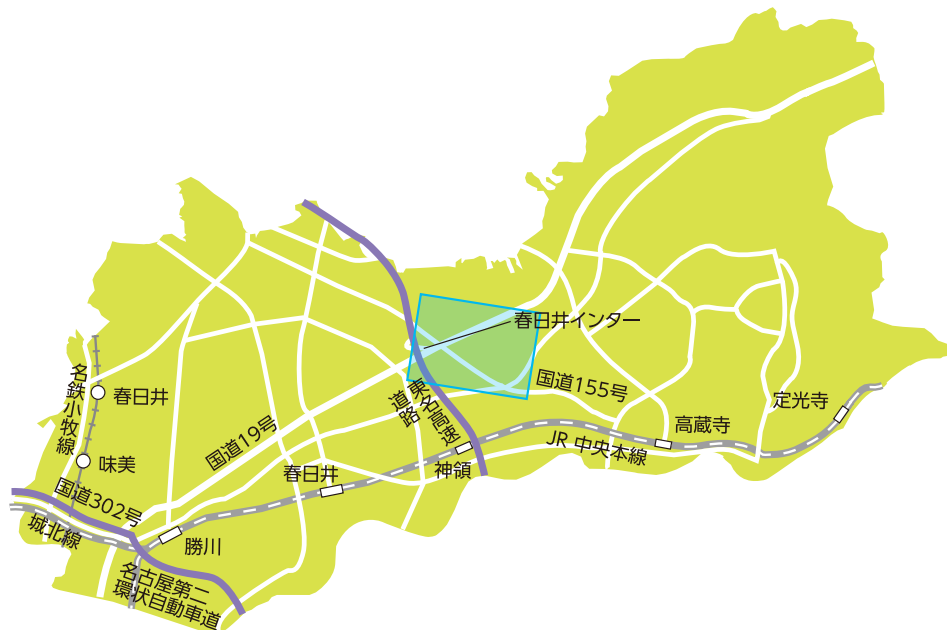 春日井インター
名鉄小牧線
春日井
味美
国道19号
東名高速
道路
国道155号
定光寺
高蔵寺
JR 中央本線
神領
春日井
国道302号
城北線
勝川
名古屋第二
環状自動車道